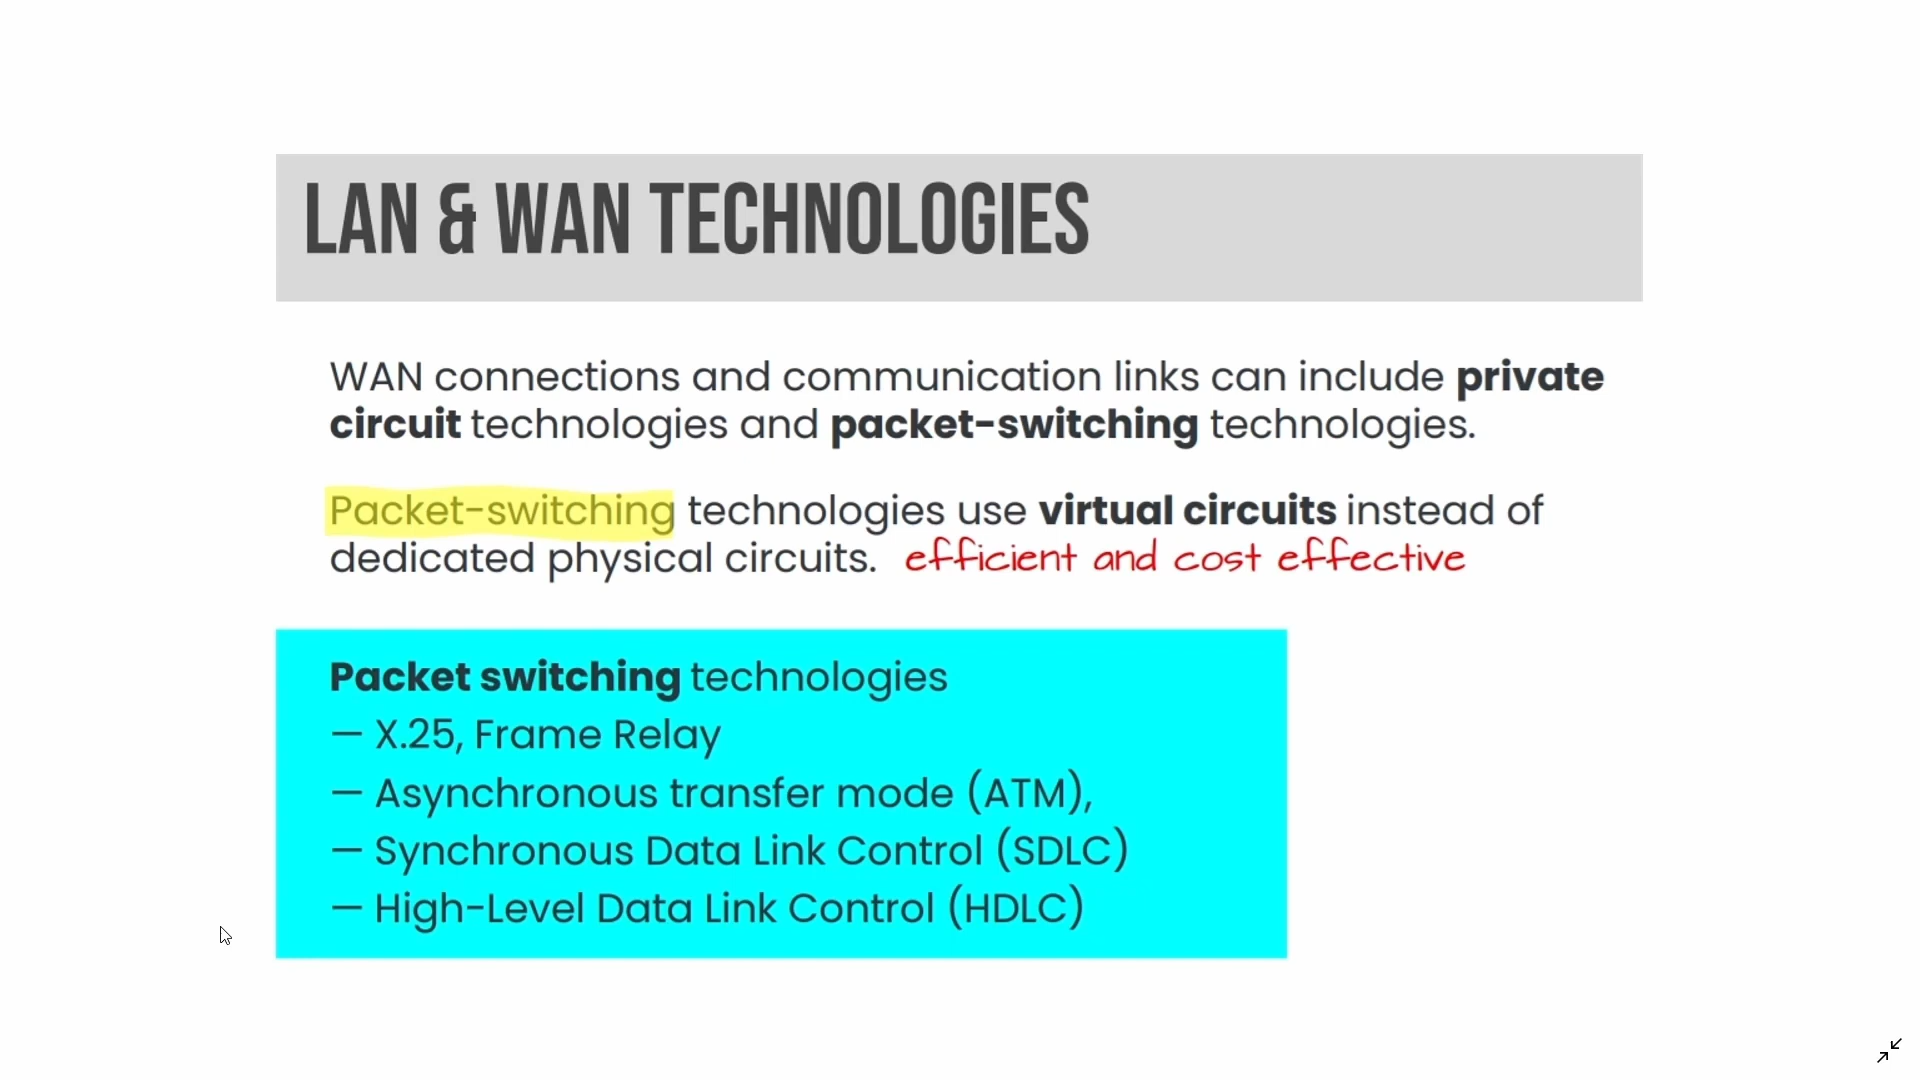 LAN & WAN TECHNOLOGIES
WAN connections and communication links can include private
circuit technologies and packet-switching technologies.
Packet-switching technologies use virtual circuits instead of
dedicated physical circuits. efficient and cost effective
Packet switching technologies
— X.25, Frame Relay
— Asynchronous transfer mode (ATM),
— Synchronous Data Link Control (SDLC)
— High-Level Data Link Control (HDLC)